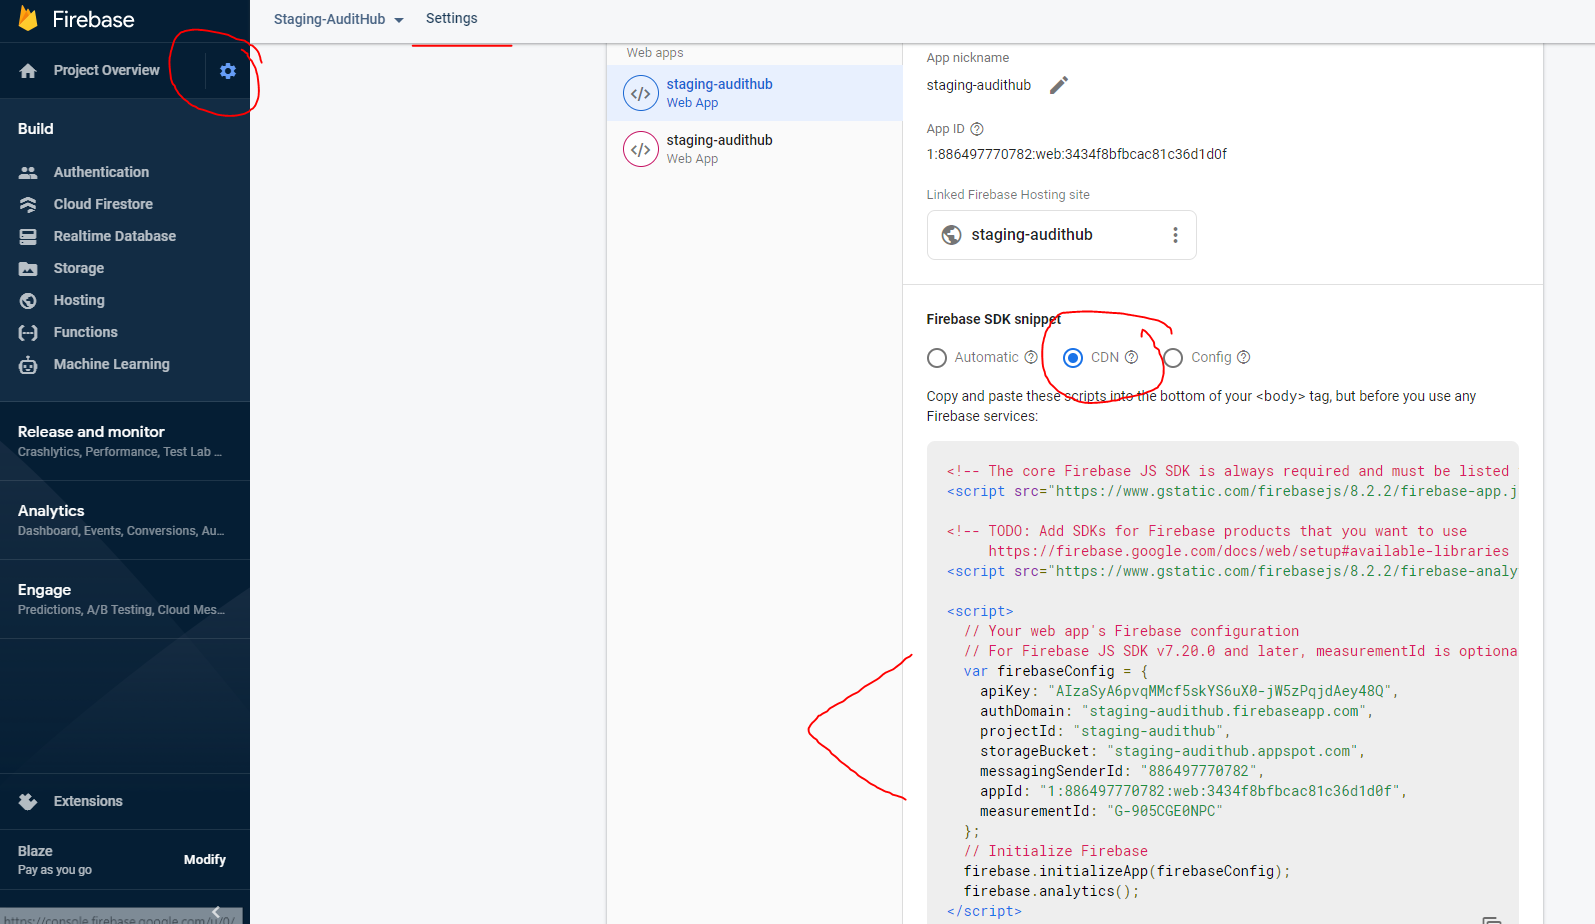 Firebase
Staging-AuditHub
Settings
Project Overview
Build
Authentication
Cloud Firestore
Realtime Database
Storage
Hosting
Functions
Machine Learning
Release and monitor
Crashlytics, Performance, Test Lab ...
Analytics
Dashboard, Events, Conversions, Au...
Engage
Predictions, A/B Testing, Cloud Mes...
Extensions
Blaze
Pay as you go
Modify
https://console.firebase.google.com/u/0/
Web apps
</> staging-audithub
Web App
</> staging-audithub
Web App
App nickname
staging-audithub
App ID
1:886497770782:web:3434f8bfbcac81c36d1d0f
Linked Firebase Hosting site
staging-audithub
Firebase SDK snippet
Automatic
CDN
Config
Copy and paste these scripts into the bottom of your <body> tag, but before you use any
Firebase services:
<!-- The core Firebase JS SDK is always required and must be listed
<script src="https://www.gstatic.com/firebasejs/8.2.2/firebase-app.j
<!-- TODO: Add SDKs for Firebase products that you want to use
https://firebase.google.com/docs/web/setup#available-libraries
<script src="https://www.gstatic.com/firebasejs/8.2.2/firebase-analy
<script>
// Your web app's Firebase configuration
// For Firebase JS SDK v7.20.0 and later, measurementId is optiona
var firebaseConfig = {
apiKey: "AIzaSyA6pvqMMcf5skYS6uX0-jW5zPqjdAey48Q",
authDomain: "staging-audithub.firebaseapp.com",
projectId: "staging-audithub",
storageBucket: "staging-audithub.appspot.com",
messagingSenderId: "886497770782",
appId: "1:886497770782:web:3434f8bfbcac81c36d1d0f",
measurementId: "G-905CGE0NPC"
};
// Initialize Firebase
firebase.initializeApp(firebaseConfig);
firebase.analytics();
</script>